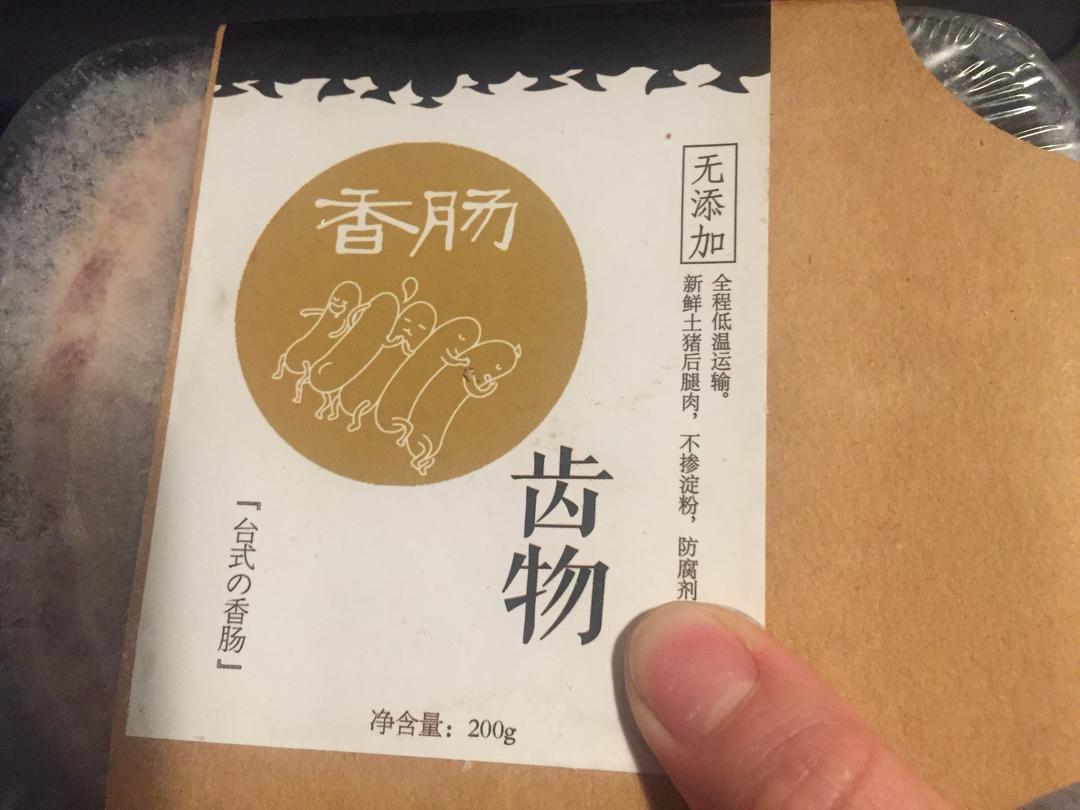 香肠
无添加
全程低温运输。
新鲜土猪后腿肉，不掺淀粉，防腐剂
齿物
『台式の香肠』
净含量：200g